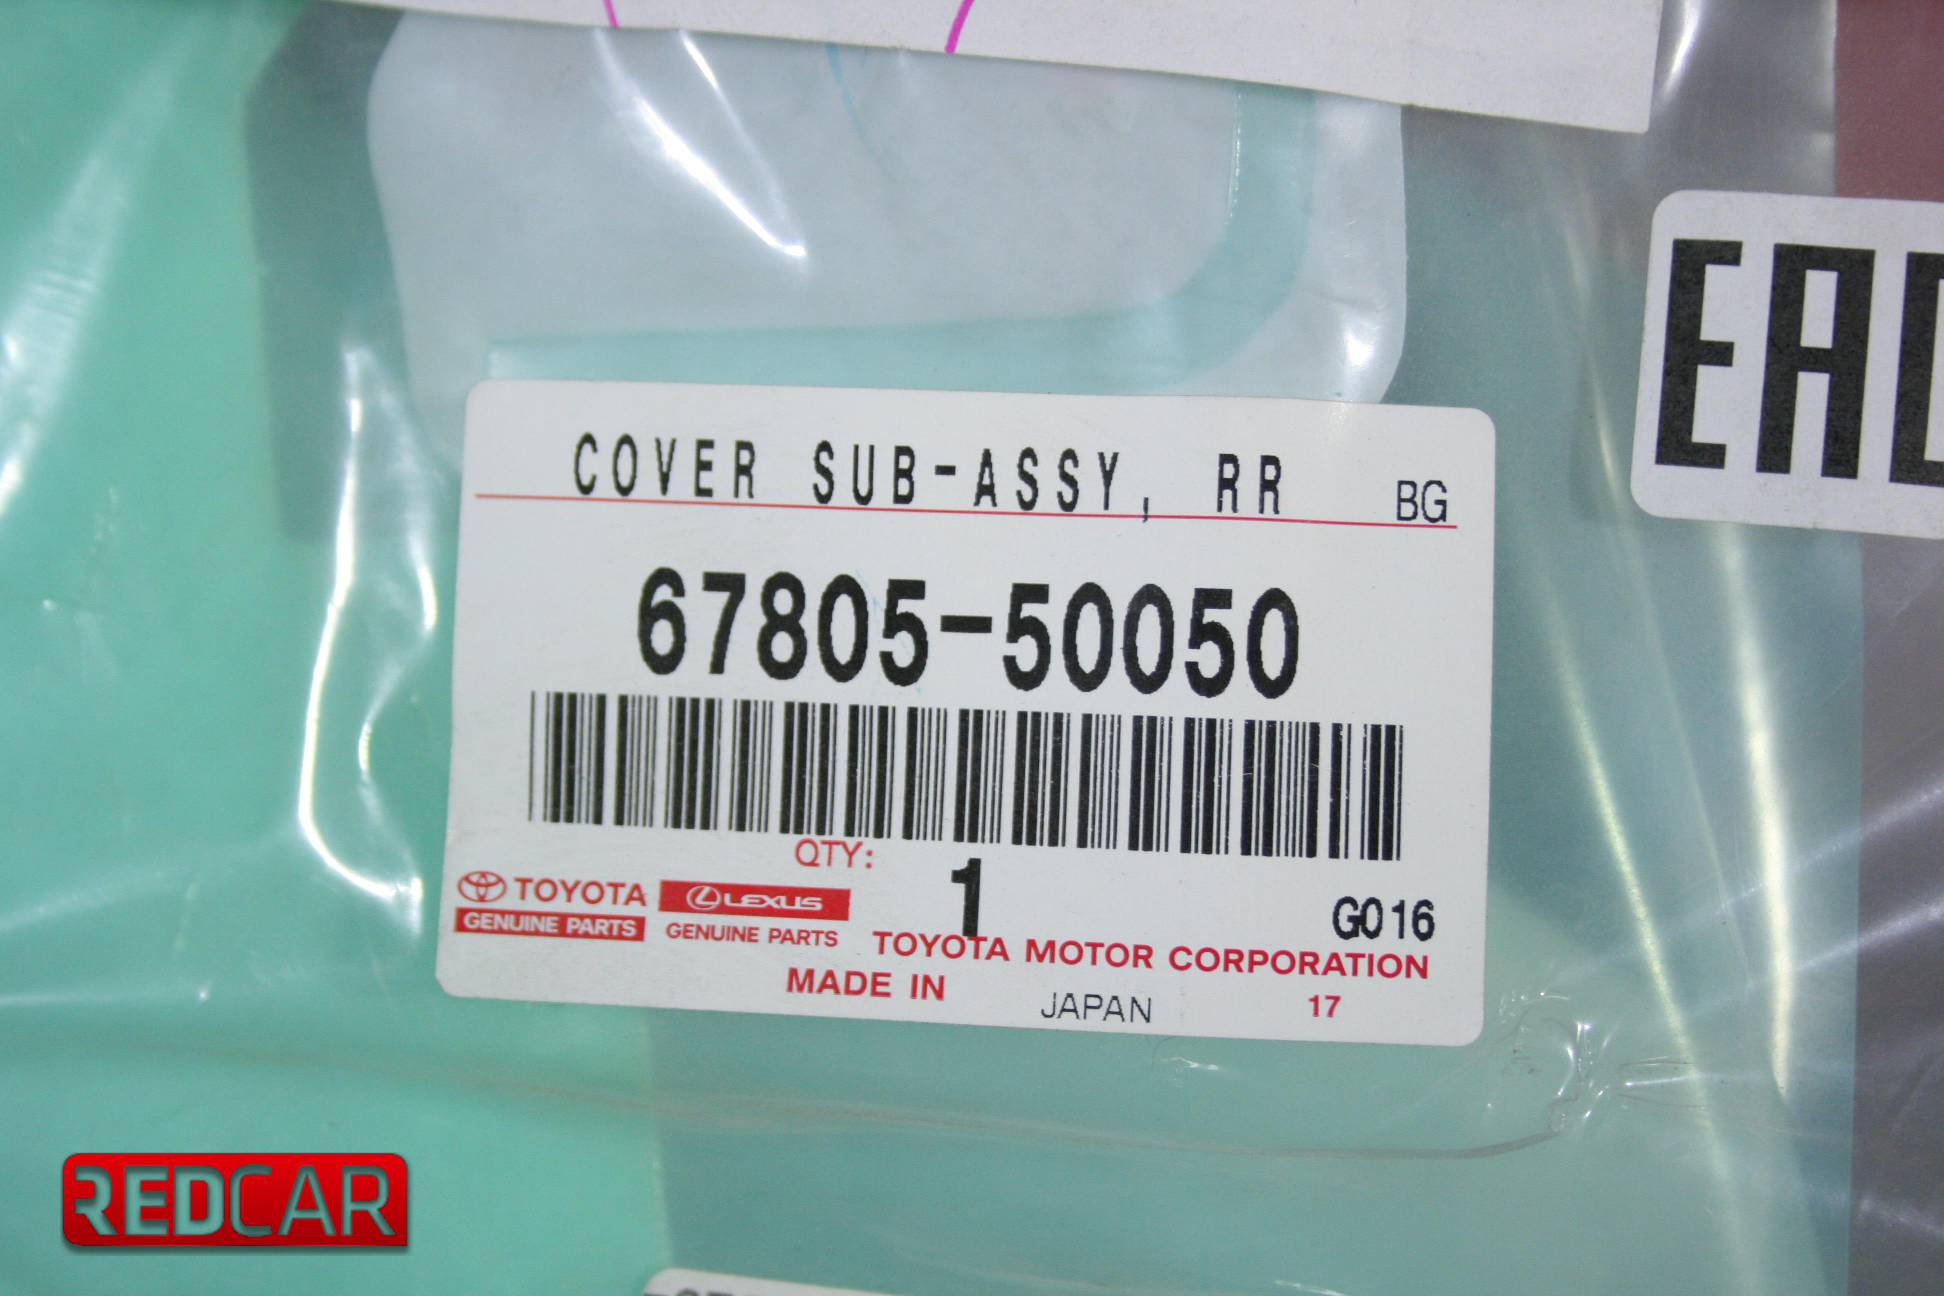 COVER SUB-ASSY, RR BG
67805-50050
QTY: 1
TOYOTA LEXUS G016
GENUINE PARTS GENUINE PARTS
TOYOTA MOTOR CORPORATION
MADE IN JAPAN 17
EAC
REDCAR